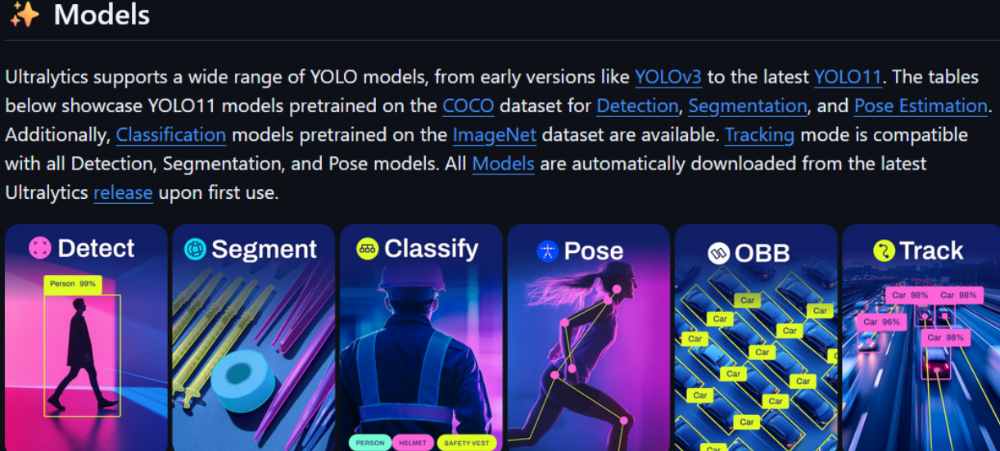 Models
Ultralytics supports a wide range of YOLO models, from early versions like YOLOv3 to the latest YOLO11. The tables
below showcase YOLO11 models pretrained on the COCO dataset for Detection, Segmentation, and Pose Estimation.
Additionally, Classification models pretrained on the ImageNet dataset are available. Tracking mode is compatible
with all Detection, Segmentation, and Pose models. All Models are automatically downloaded from the latest
Ultralytics release upon first use.
Detect
Person 99%
Segment
Classify
PERSON HELMET SAFETY VEST
Pose
OBB
Car
Car
Car
Car
Car
Car
Car
Car
Car
Car
Car
Car
Track
Car 98% Car 98%
Car 96%
Car 98%